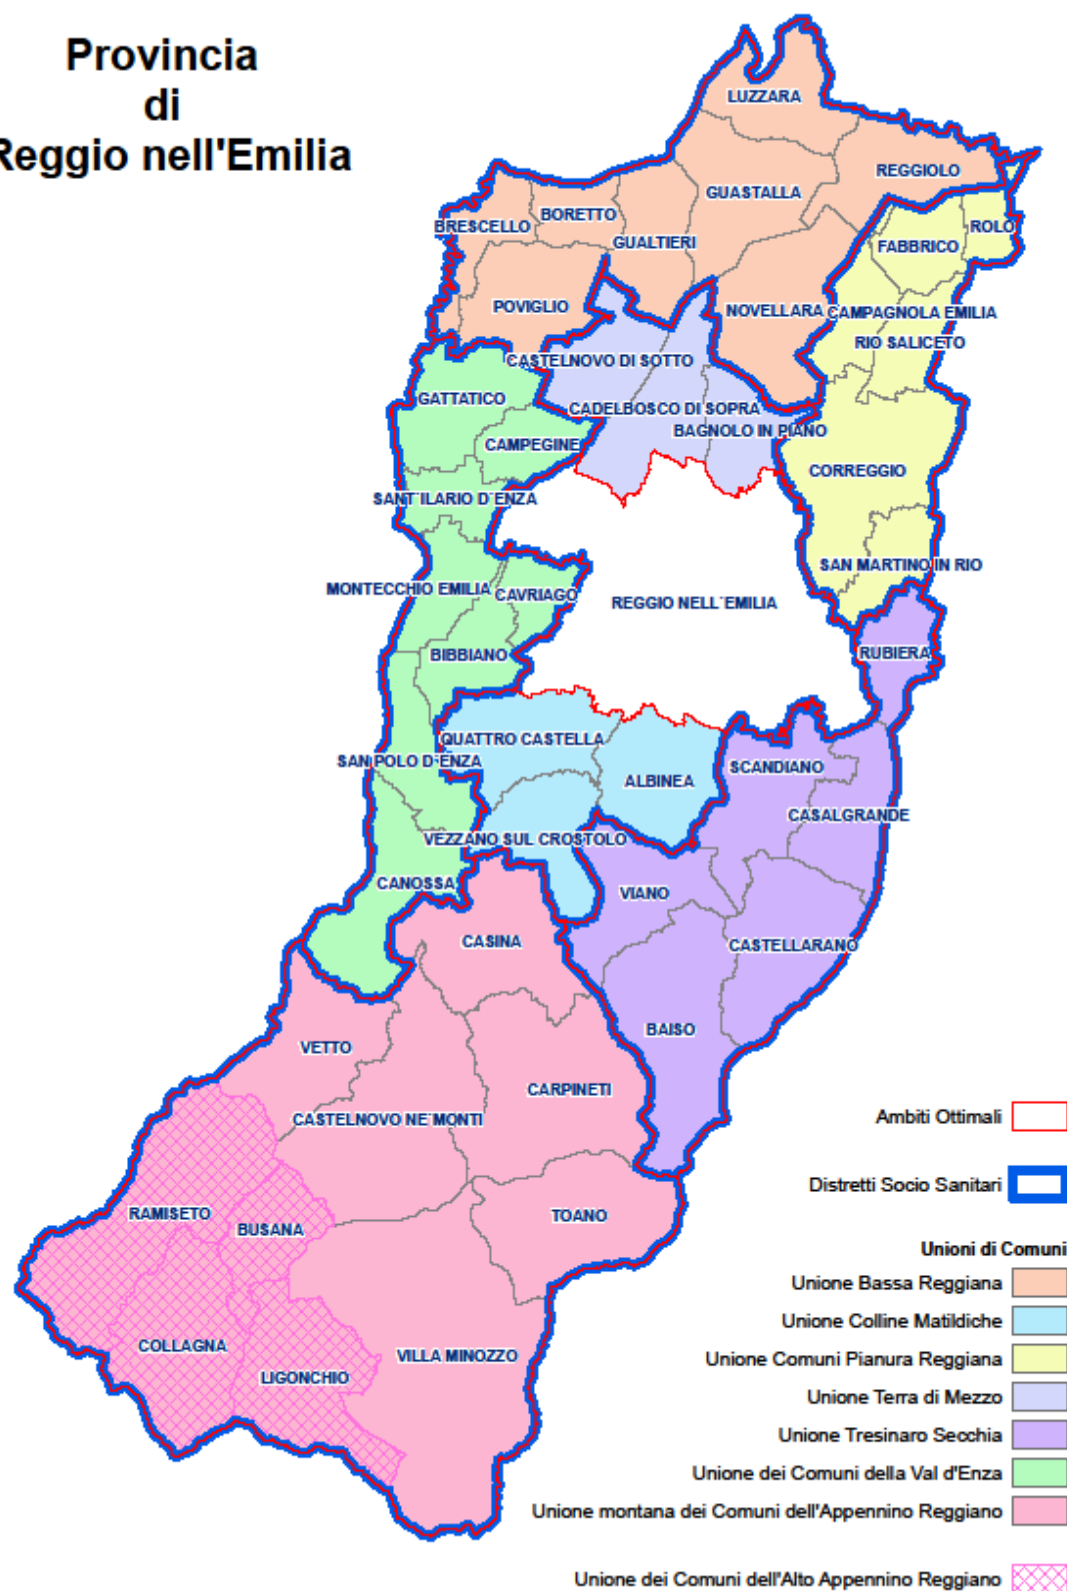 Provincia
di
Reggio nell'Emilia
LUZZARA
REGGIOLO
GUASTALLA
BORETTO
BRESCELLO
ROLO
GUALTIERI
FABBRICO
POVIGLIO
NOVELLARA
CAMPAGNOLA EMILIA
RIO SALICETO
CASTELNOVO DI SOTTO
GATTATICO
CADELBOSCO DI SOPRA
BAGNOLO IN PIANO
CAMPEGINE
CORREGGIO
SANT'ILARIO D'ENZA
SAN MARTINO IN RIO
MONTECCHIO EMILIA
CAVRIAGO
REGGIO NELL'EMILIA
BIBBIANO
RUBIERA
QUATTRO CASTELLA
SAN POLO D'ENZA
SCANDIANO
ALBINEA
CASALGRANDE
VEZZANO SUL CROSTOLO
CANOSSA
VIANO
CASINA
CASTELLARANO
BAISO
VETTO
CARPINETI
CASTELNOVO NE'MONTI
RAMISETO
BUSANA
TOANO
COLLAGNA
VILLA MINOZZO
LIGONCHIO
Ambiti Ottimali
Distretti Socio Sanitari
Unioni di Comuni
Unione Bassa Reggiana
Unione Colline Matildiche
Unione Comuni Pianura Reggiana
Unione Terra di Mezzo
Unione Tresinaro Secchia
Unione dei Comuni della Val d'Enza
Unione montana dei Comuni dell'Appennino Reggiano
Unione dei Comuni dell'Alto Appennino Reggiano